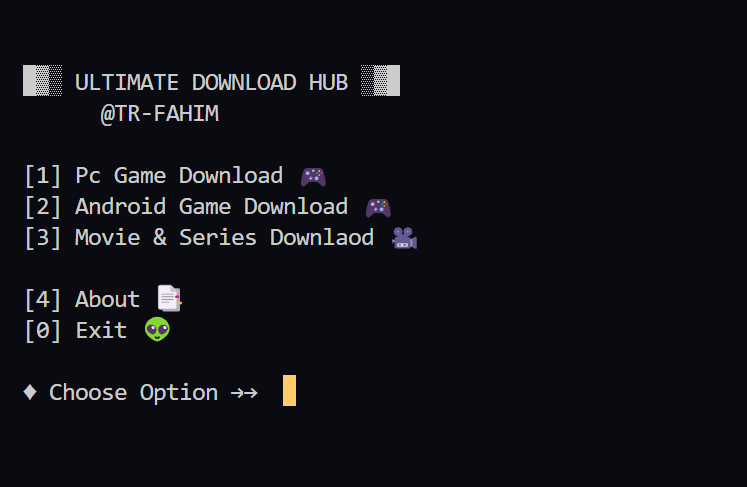 █▓▒░ ULTIMATE DOWNLOAD HUB ░▒▓█
@TR-FAHIM
[1] Pc Game Download 🎮
[2] Android Game Download 🎮
[3] Movie & Series Downlaod 🎥
[4] About 📑
[0] Exit 👽
♦ Choose Option →→